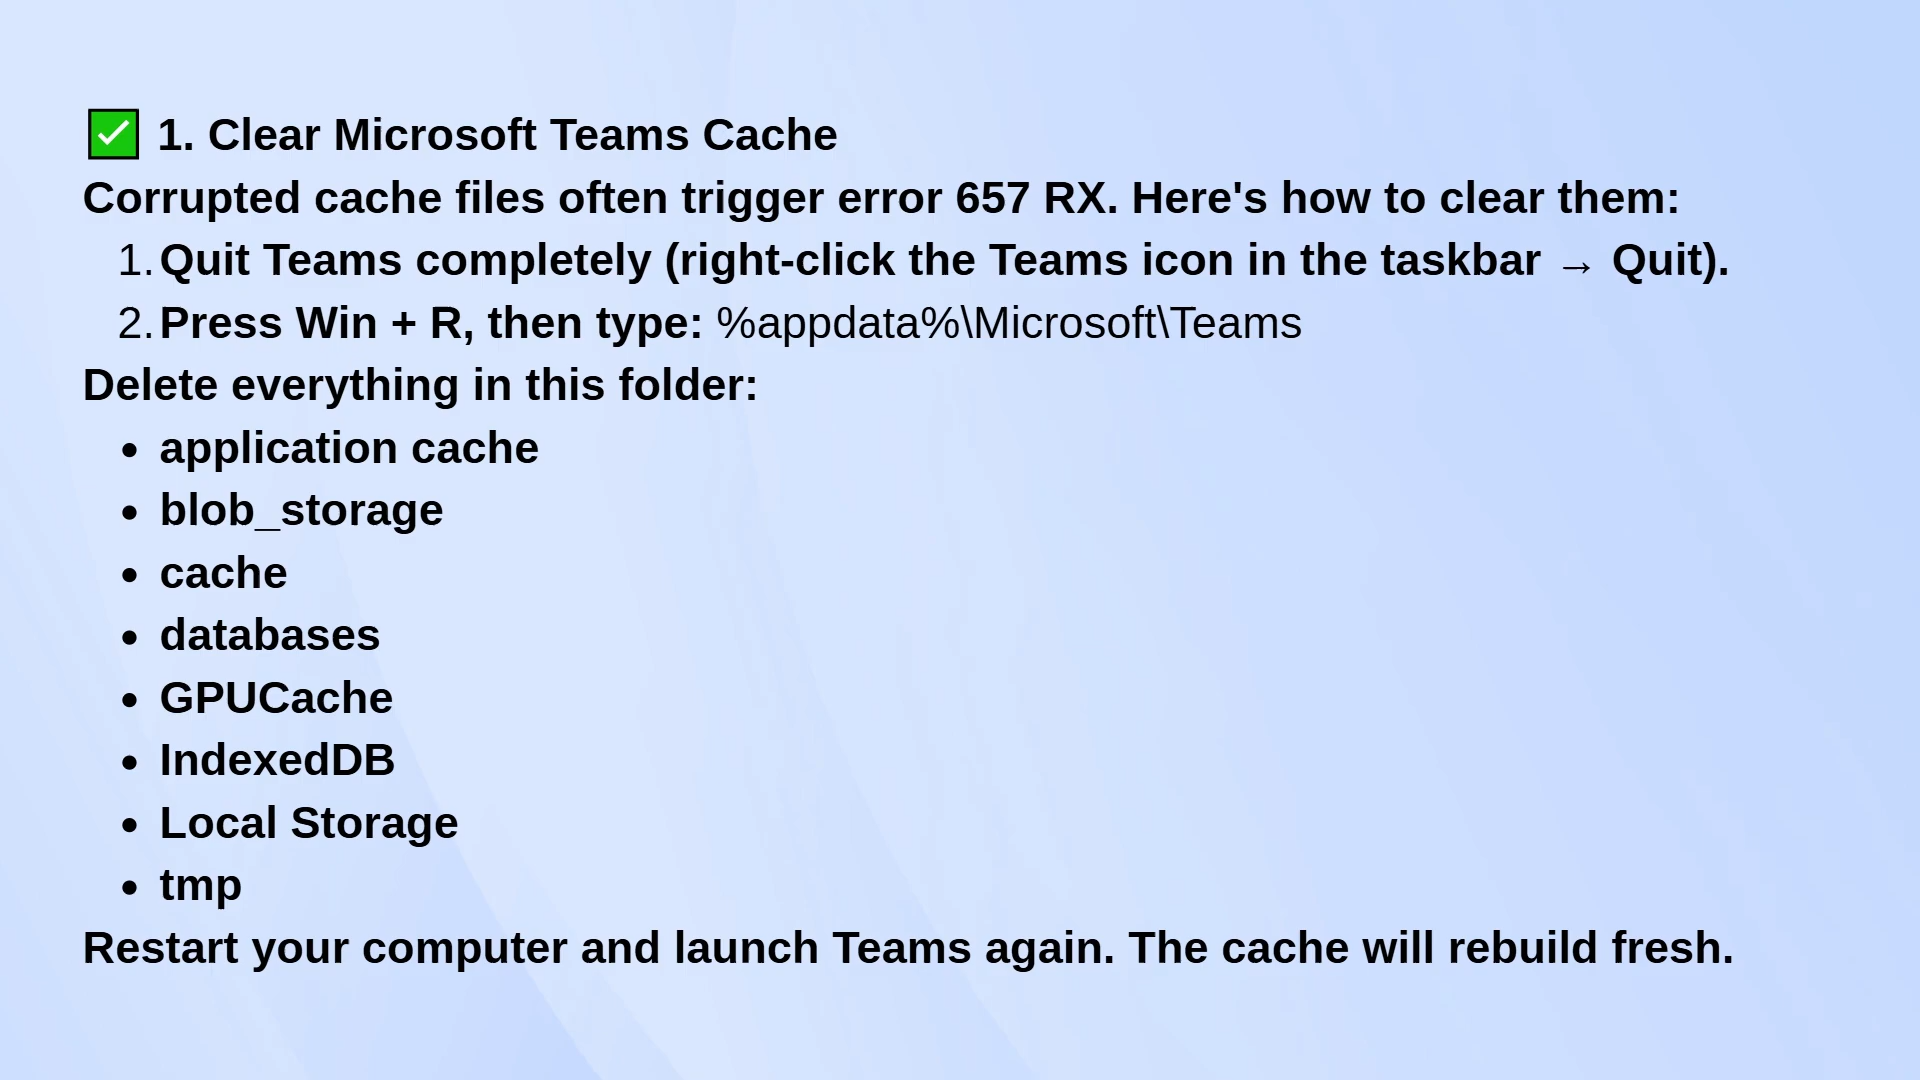 ✅ 1. Clear Microsoft Teams Cache
Corrupted cache files often trigger error 657 RX. Here's how to clear them:
1. Quit Teams completely (right-click the Teams icon in the taskbar → Quit).
2. Press Win + R, then type: %appdata%\Microsoft\Teams
Delete everything in this folder:
• application cache
• blob_storage
• cache
• databases
• GPUCache
• IndexedDB
• Local Storage
• tmp
Restart your computer and launch Teams again. The cache will rebuild fresh.